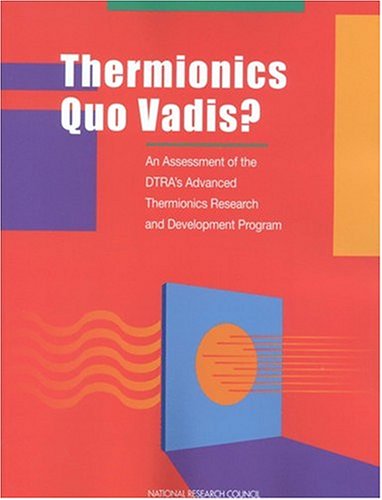 Thermionics
Quo Vadis?
An Assessment of the
DTRA's Advanced
Thermionics Research
and Development Program
NATIONAL RESEARCH COUNCIL